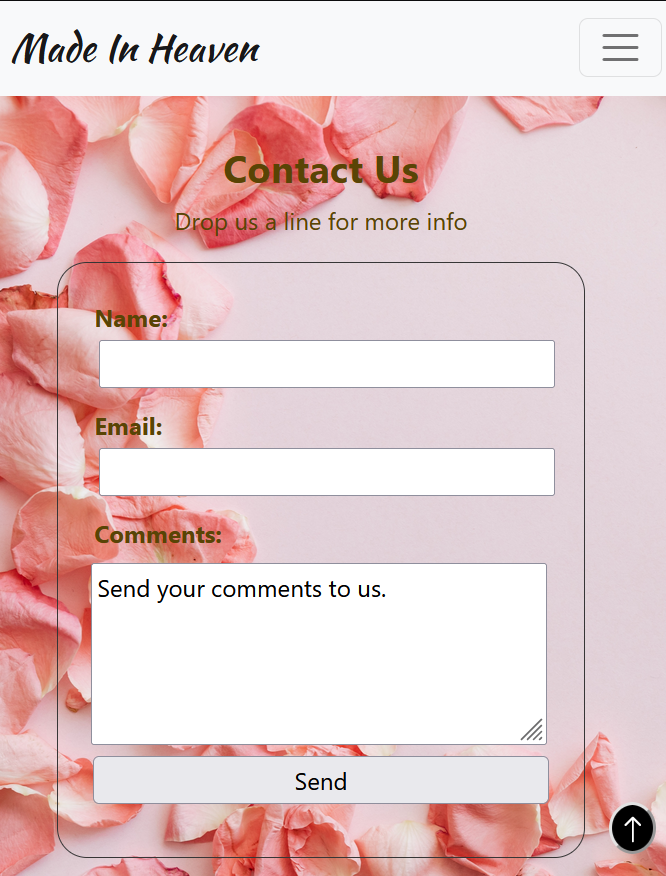 Made In Heaven
Contact Us
Drop us a line for more info
Name:
Email:
Comments:
Send your comments to us.
Send